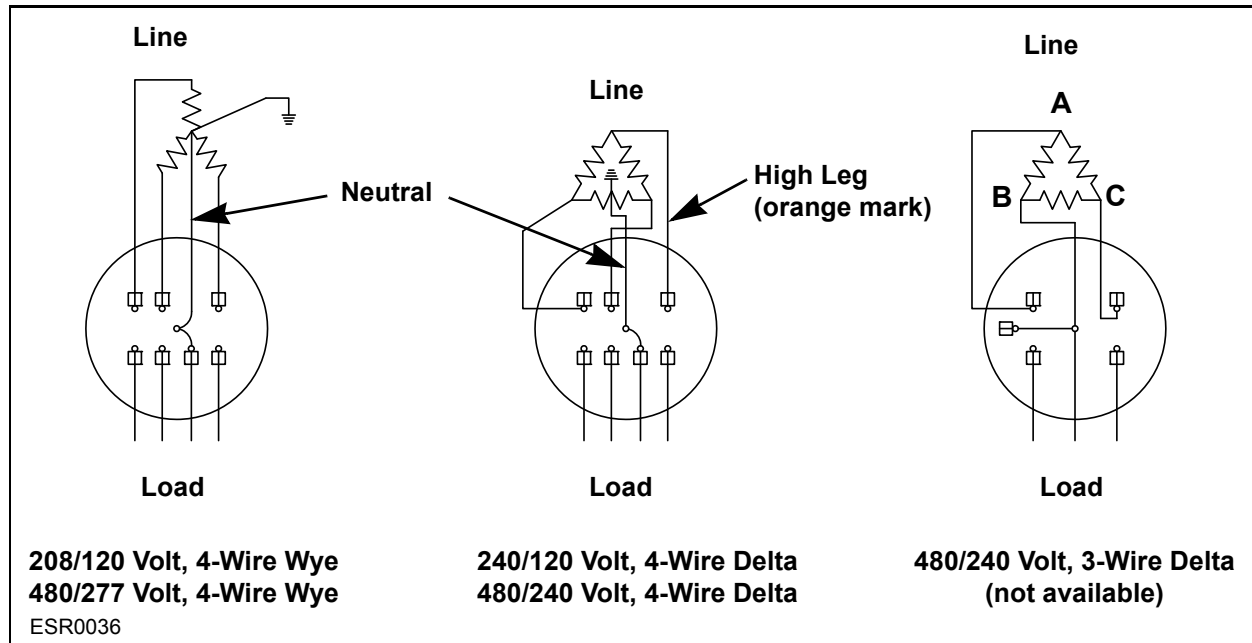 Line
Neutral
Load
208/120 Volt, 4-Wire Wye
480/277 Volt, 4-Wire Wye
ESR0036
Line
High Leg
(orange mark)
Load
240/120 Volt, 4-Wire Delta
480/240 Volt, 4-Wire Delta
Line
A
B
C
Load
480/240 Volt, 3-Wire Delta
(not available)